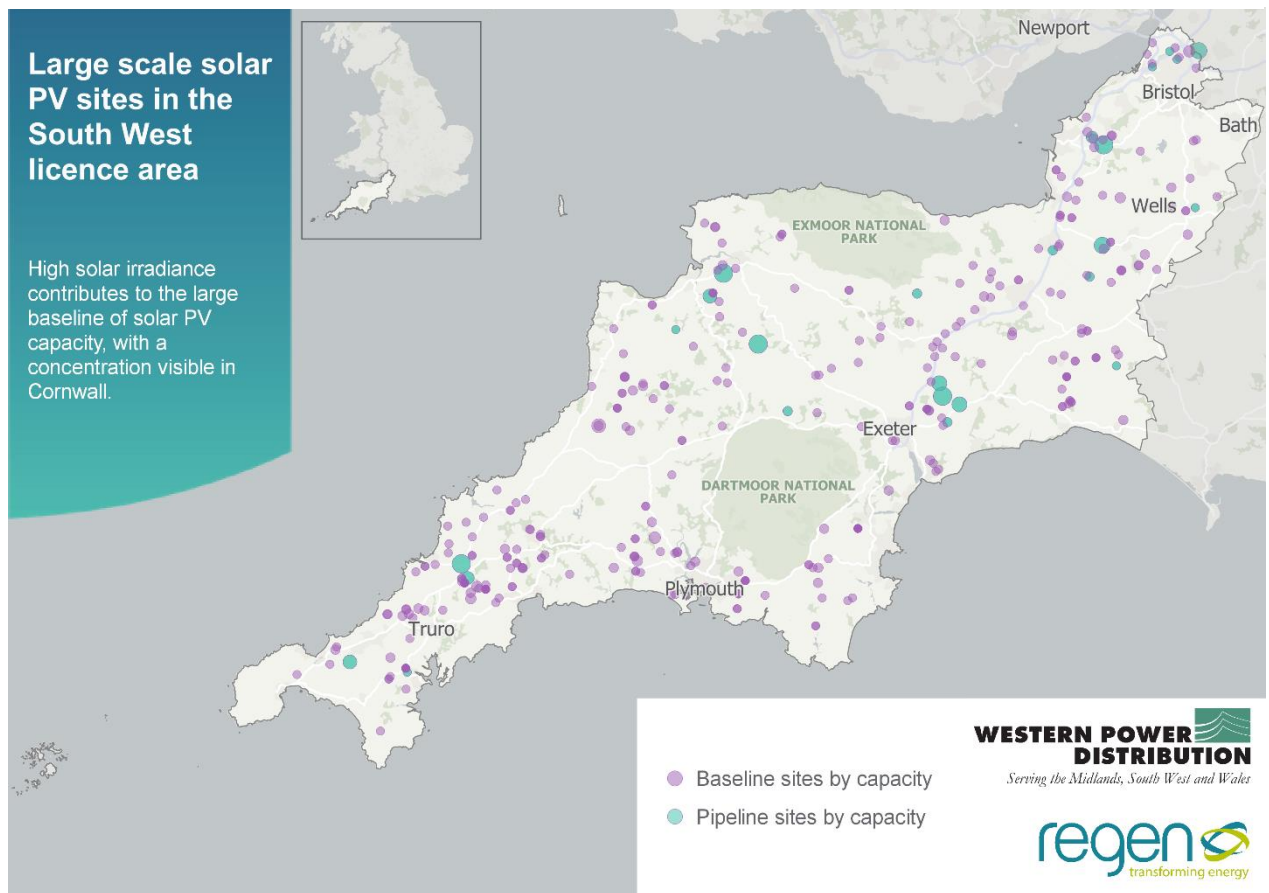 Large scale solar
PV sites in the
South West
licence area
High solar irradiance
contributes to the large
baseline of solar PV
capacity, with a
concentration visible in
Cornwall.
Newport
Bristol
Bath
Wells
EXMOOR NATIONAL
PARK
Exeter
DARTMOOR NATIONAL
PARK
Plymouth
Truro
Baseline sites by capacity
Pipeline sites by capacity
WESTERN POWER
DISTRIBUTION
Serving the Midlands, South West and Wales
regen
transforming energy